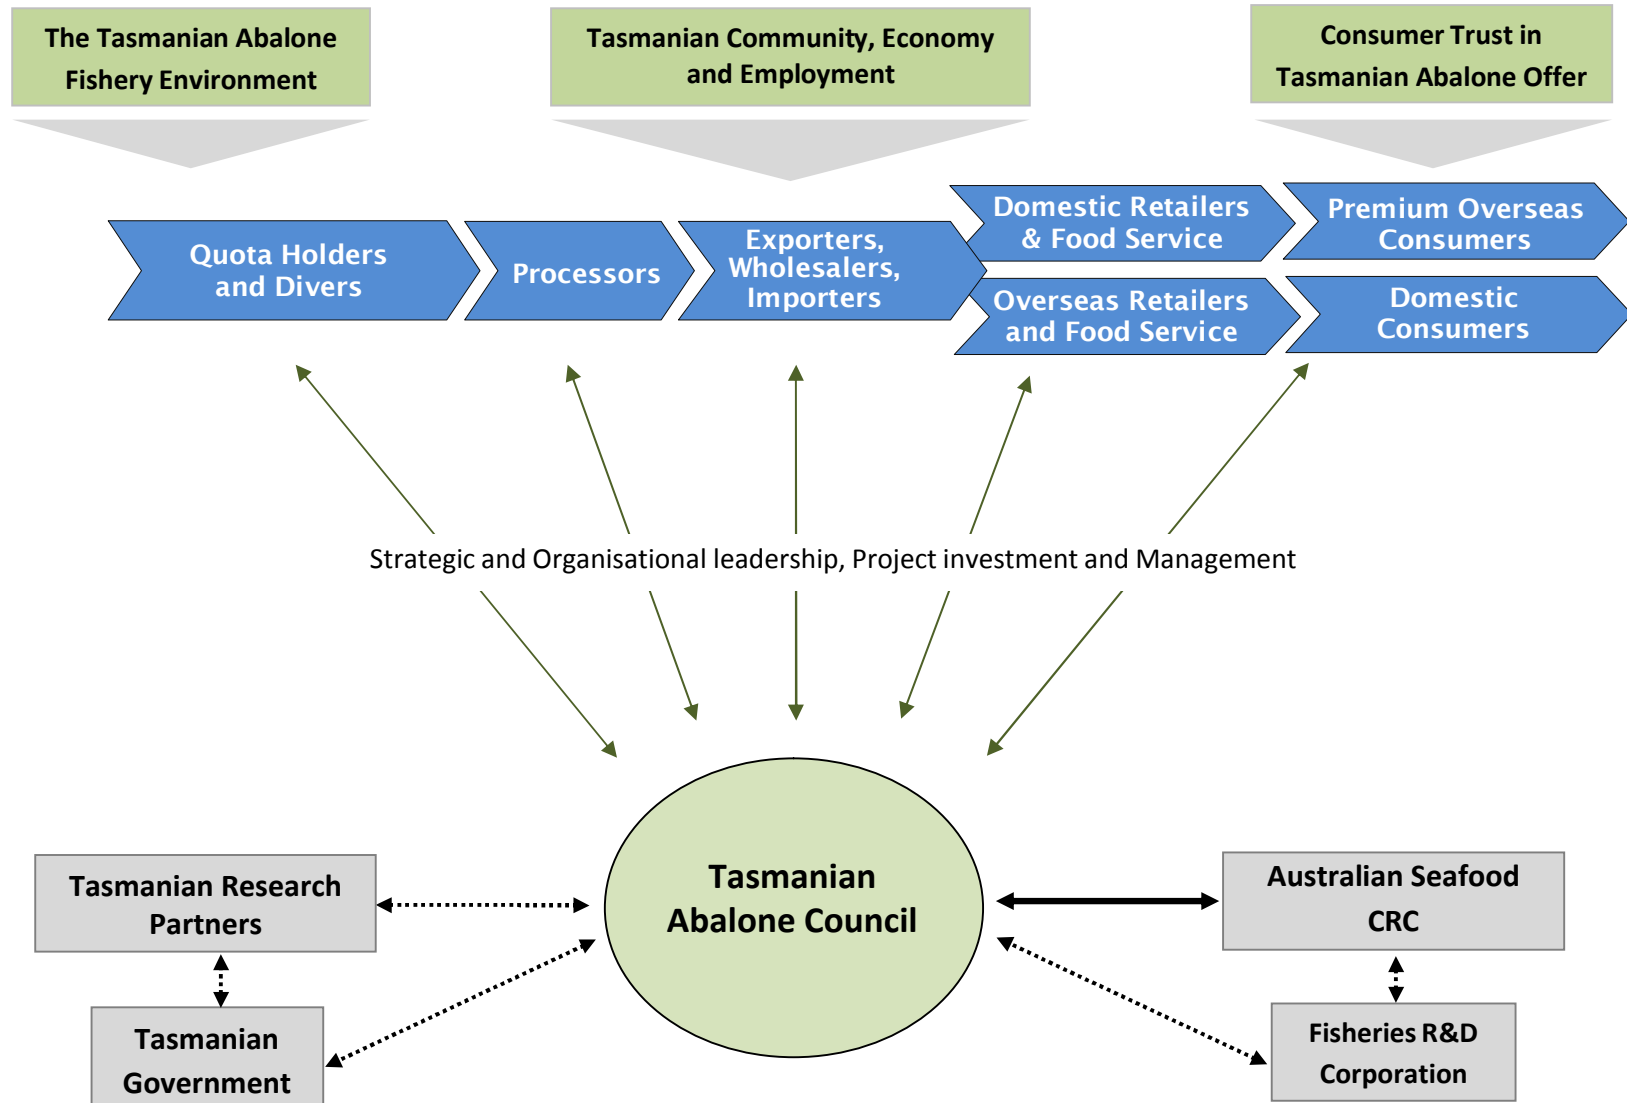 The Tasmanian Abalone
Fishery Environment
Tasmanian Community, Economy
and Employment
Consumer Trust in
Tasmanian Abalone Offer
Quota Holders
and Divers
Processors
Exporters,
Wholesalers,
Importers
Domestic Retailers
& Food Service
Premium Overseas
Consumers
Overseas Retailers
and Food Service
Domestic
Consumers
Strategic and Organisational leadership, Project investment and Management
Tasmanian
Abalone Council
Tasmanian Research
Partners
Australian Seafood
CRC
Tasmanian
Government
Fisheries R&D
Corporation